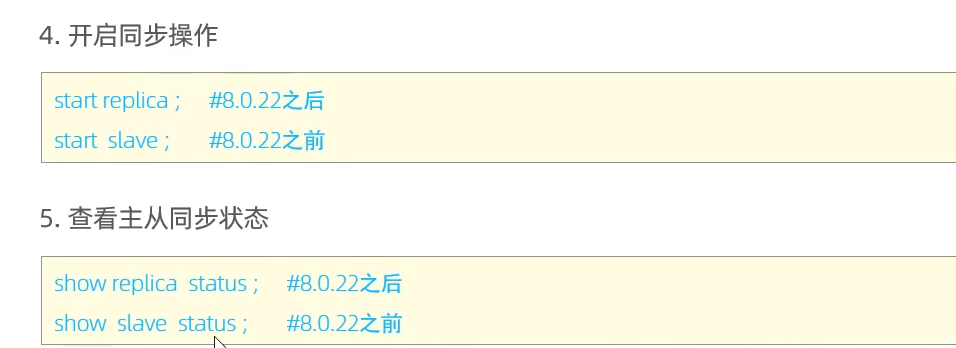 4. 开启同步操作
start replica ; #8.0.22之后
start slave ; #8.0.22之前
5. 查看主从同步状态
show replica status ; #8.0.22之后
show slave status ; #8.0.22之前